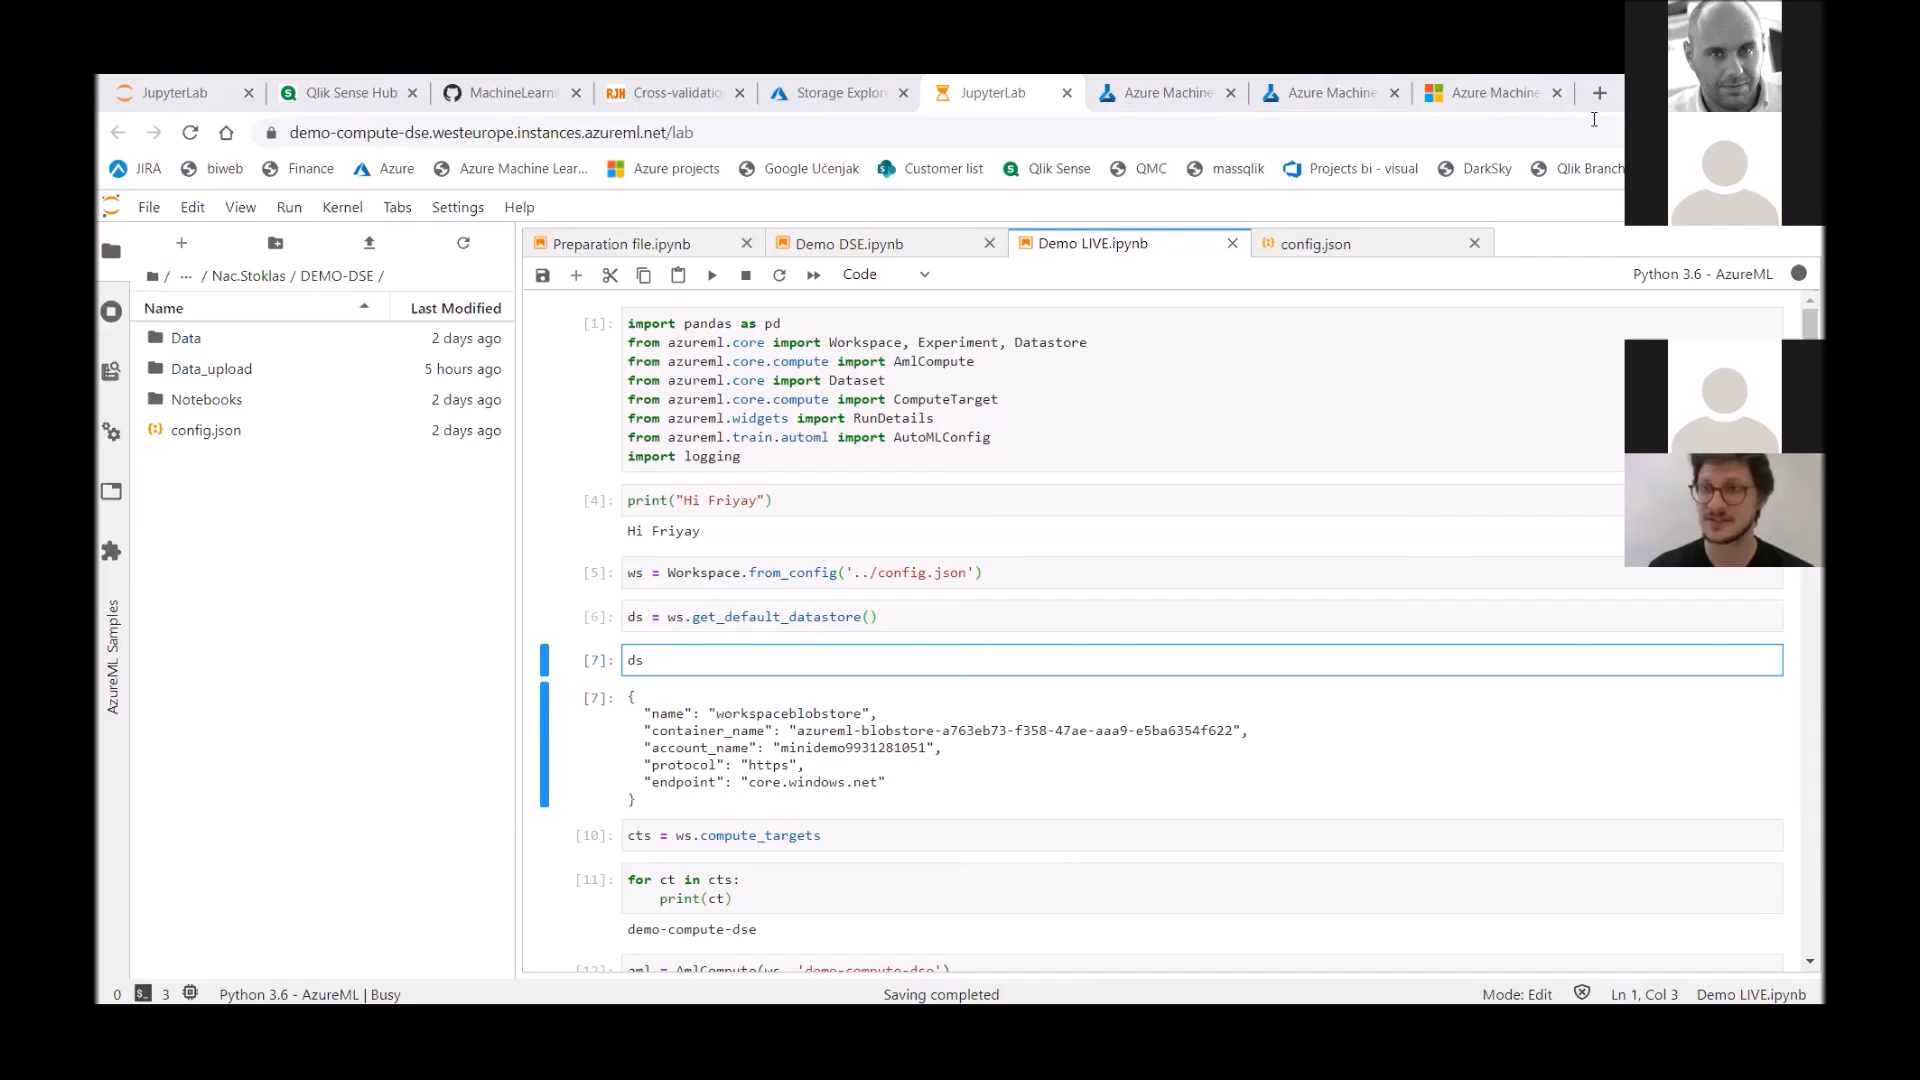 JupyterLab
Qlik Sense Hub
MachineLearn
RJH Cross-validatio
Storage Explor
JupyterLab
Azure Machine
Azure Machine
Azure Machine
demo-compute-dse.westeurope.instances.azureml.net/lab
JIRA
biweb
Finance
Azure
Azure Machine Lear...
Azure projects
Google Učenjak
Customer list
Qlik Sense
QMC
massqlik
Projects bi - visual
DarkSky
Qlik Branch
File Edit View Run Kernel Tabs Settings Help
Preparation file.ipynb
Demo DSE.ipynb
Demo LIVE.ipynb
config.json
/ ... / Nac.Stoklas / DEMO-DSE /
Code
Python 3.6 - AzureML
Name Last Modified
Data 2 days ago
Data_upload 5 hours ago
Notebooks 2 days ago
config.json 2 days ago
AzureML Samples
[1]: import pandas as pd
from azureml.core import Workspace, Experiment, Datastore
from azureml.core.compute import AmlCompute
from azureml.core import Dataset
from azureml.core.compute import ComputeTarget
from azureml.widgets import RunDetails
from azureml.train.automl import AutoMLConfig
import logging
[4]: print("Hi Friyay")
Hi Friyay
[5]: ws = Workspace.from_config('../config.json')
[6]: ds = ws.get_default_datastore()
[7]: ds
[7]: {
"name": "workspaceblobstore",
"container_name": "azureml-blobstore-a763eb73-f358-47ae-aaa9-e5ba6354f622",
"account_name": "minidemo9931281051",
"protocol": "https",
"endpoint": "core.windows.net"
}
[10]: cts = ws.compute_targets
[11]: for ct in cts:
print(ct)
demo-compute-dse
[12]: aml = AmlCompute(ws, 'demo-compute-dse')
0 3 Python 3.6 - AzureML | Busy
Saving completed
Mode: Edit
Ln 1, Col 3
Demo LIVE.ipynb